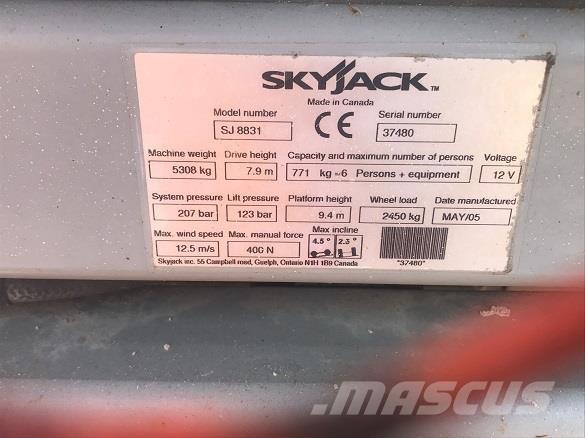 SKYJACK™
Made in Canada
Model number
SJ 8831
CE
Serial number
37480
Machine weight Drive height Capacity and maximum number of persons Voltage
5308 kg 7.9 m 771 kg ≈6 Persons + equipment 12 V
System pressure Lift pressure Platform height Wheel load Date manufactured
207 bar 123 bar 9.4 m 2450 kg MAY/05
Max. wind speed Max. manual force Max incline
12.5 m/s 400 N 4.5° 2.3°
*37480*
Skyjack inc. 55 Campbell road, Guelph, Ontario N1H 1B9 Canada
MASCUS